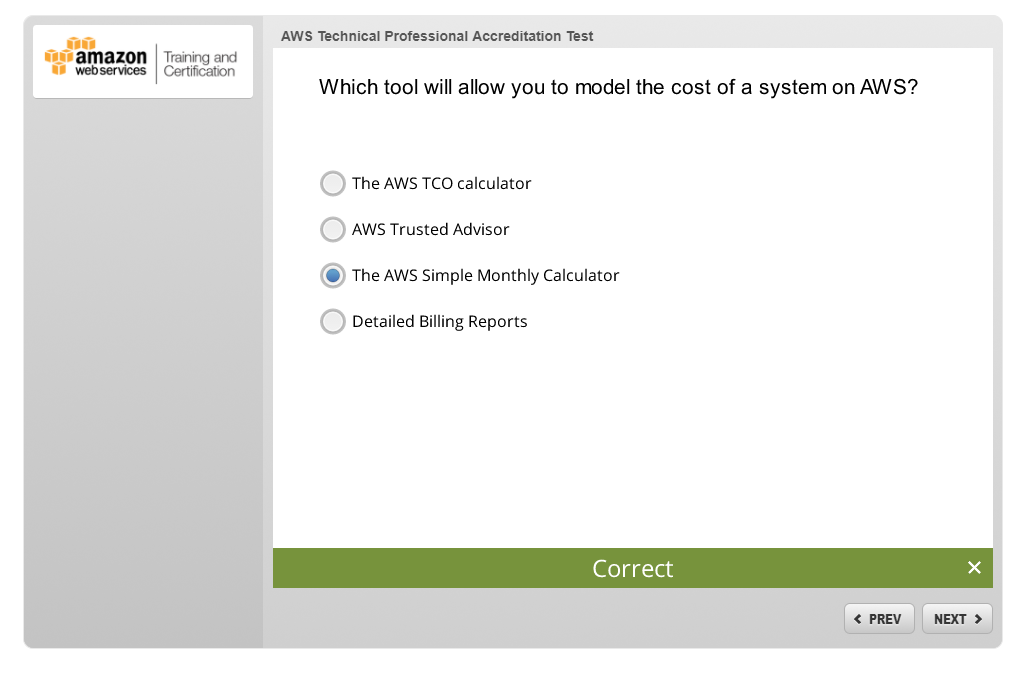 amazon
webservices
Training and
Certification
AWS Technical Professional Accreditation Test
Which tool will allow you to model the cost of a system on AWS?
The AWS TCO calculator
AWS Trusted Advisor
The AWS Simple Monthly Calculator
Detailed Billing Reports
Correct
PREV
NEXT